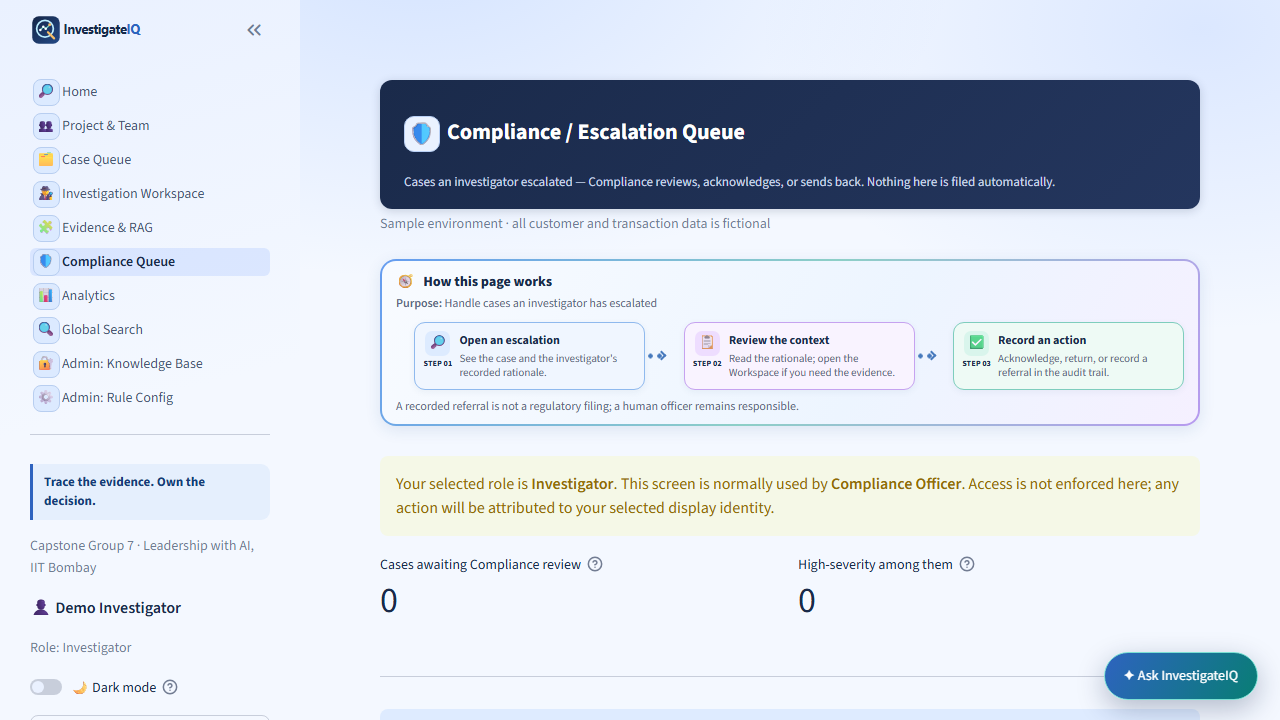 InvestigateIQ
Home
Project & Team
Case Queue
Investigation Workspace
Evidence & RAG
Compliance Queue
Analytics
Global Search
Admin: Knowledge Base
Admin: Rule Config
Trace the evidence. Own the
decision.
Capstone Group 7 · Leadership with AI,
IIT Bombay
Demo Investigator
Role: Investigator
🌙 Dark mode
Compliance / Escalation Queue
Cases an investigator escalated — Compliance reviews, acknowledges, or sends back. Nothing here is filed automatically.
Sample environment · all customer and transaction data is fictional
How this page works
Purpose: Handle cases an investigator has escalated
STEP 01
Open an escalation
See the case and the investigator's
recorded rationale.
STEP 02
Review the context
Read the rationale; open the
Workspace if you need the evidence.
STEP 03
Record an action
Acknowledge, return, or record a
referral in the audit trail.
A recorded referral is not a regulatory filing; a human officer remains responsible.
Your selected role is Investigator. This screen is normally used by Compliance Officer. Access is not enforced here; any
action will be attributed to your selected display identity.
Cases awaiting Compliance review
0
High-severity among them
0
✦ Ask InvestigateIQ